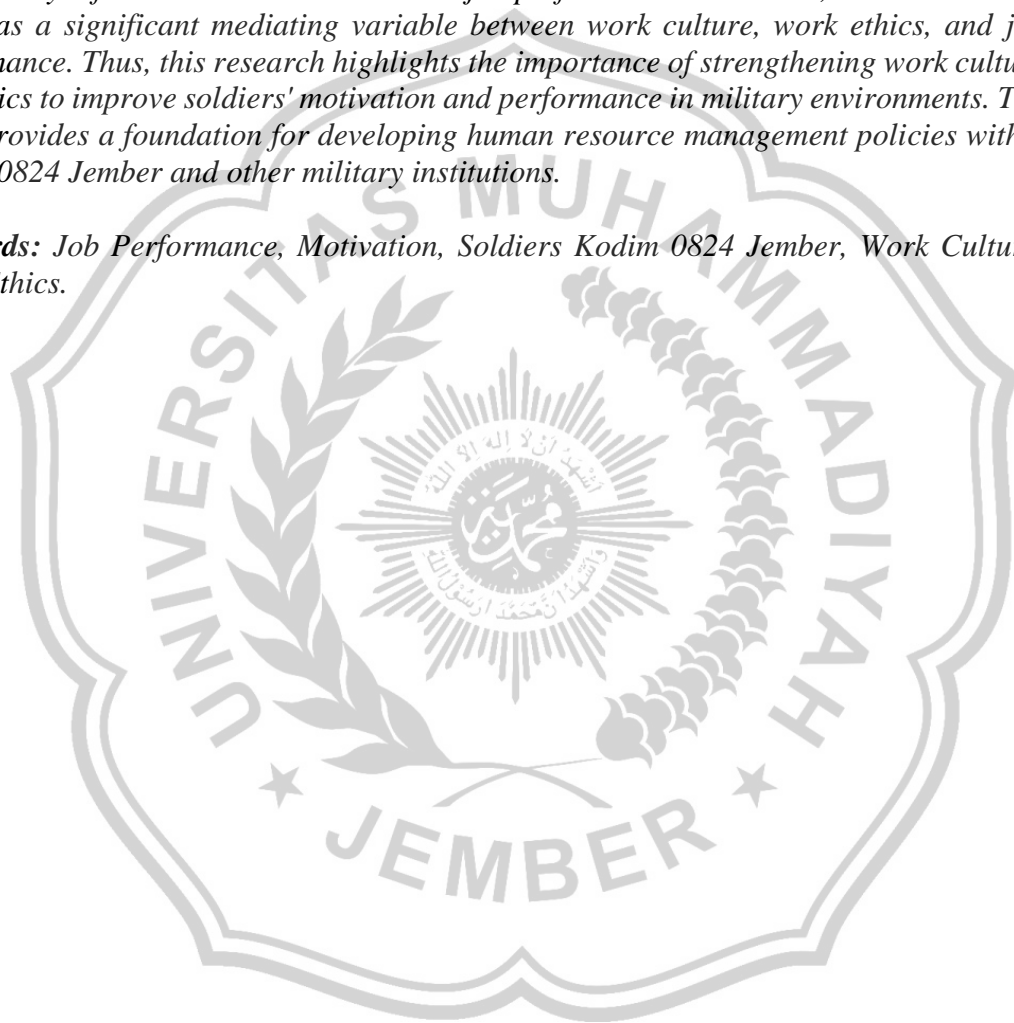 as a significant mediating variable between work culture, work ethics, and j
nance. Thus, this research highlights the importance of strengthening work cultu
ics to improve soldiers' motivation and performance in military environments. T
rovides a foundation for developing human resource management policies with
0824 Jember and other military institutions.
rds: Job Performance, Motivation, Soldiers Kodim 0824 Jember, Work Cultur
thics.
UNIVERSITAS MUHAMMADIYAH
JEMBER